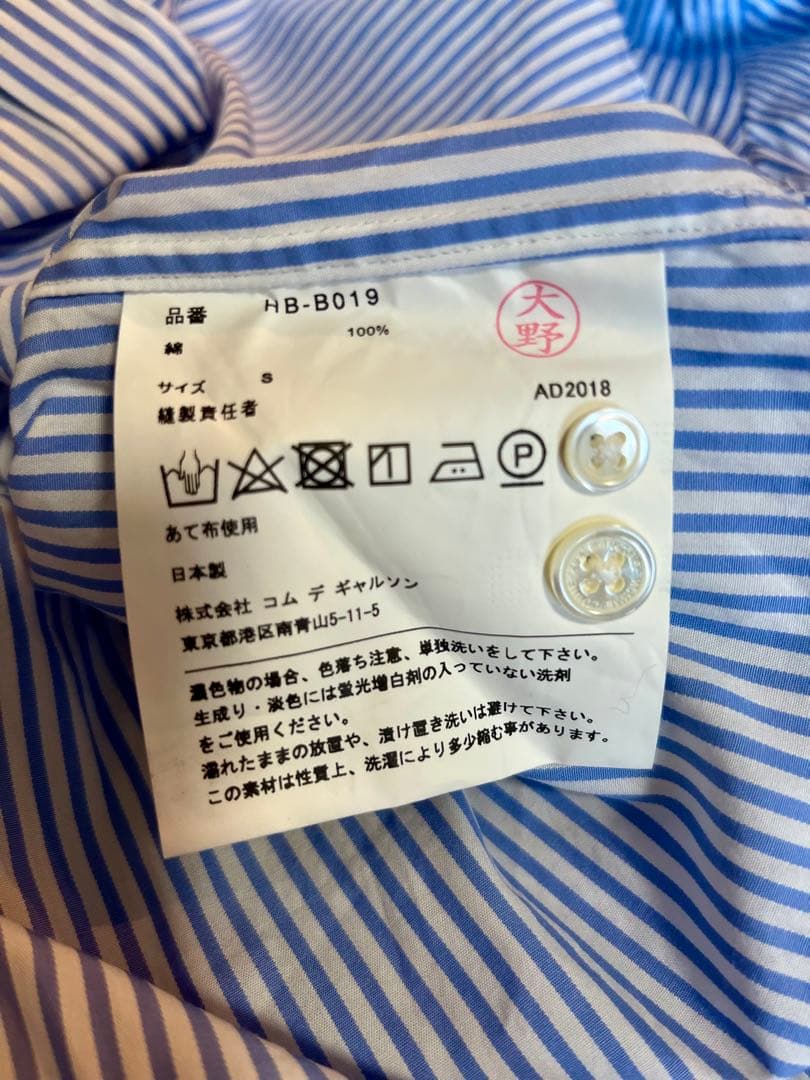 品番 HB-B019
大野
綿 100%
サイズ S
AD2018
縫製責任者
P
あて布使用
日本製
株式会社 コム デ ギャルソン
東京都港区南青山5-11-5
濃色物の場合、色落ち注意、単独洗いをして下さい。
生成り・淡色には蛍光増白剤の入っていない洗剤
をご使用ください。
濡れたままの放置や、漬け置き洗いは避けて下さい。
この素材は性質上、洗濯により多少縮む事があります。